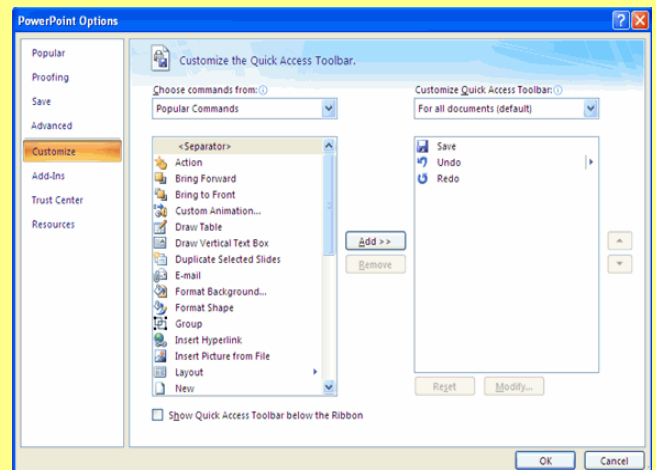 PowerPoint Options
Popular
Proofing
Save
Advanced
Customize
Add-Ins
Trust Center
Resources
Customize the Quick Access Toolbar.
Choose commands from:
Popular Commands
<Separator>
Action
Bring Forward
Bring to Front
Custom Animation...
Draw Table
Draw Vertical Text Box
Duplicate Selected Slides
E-mail
Format Background...
Format Shape
Group
Insert Hyperlink
Insert Picture from File
Layout
New
Show Quick Access Toolbar below the Ribbon
Add >>
Remove
Customize Quick Access Toolbar:
For all documents (default)
Save
Undo
Redo
Reset
Modify...
OK
Cancel